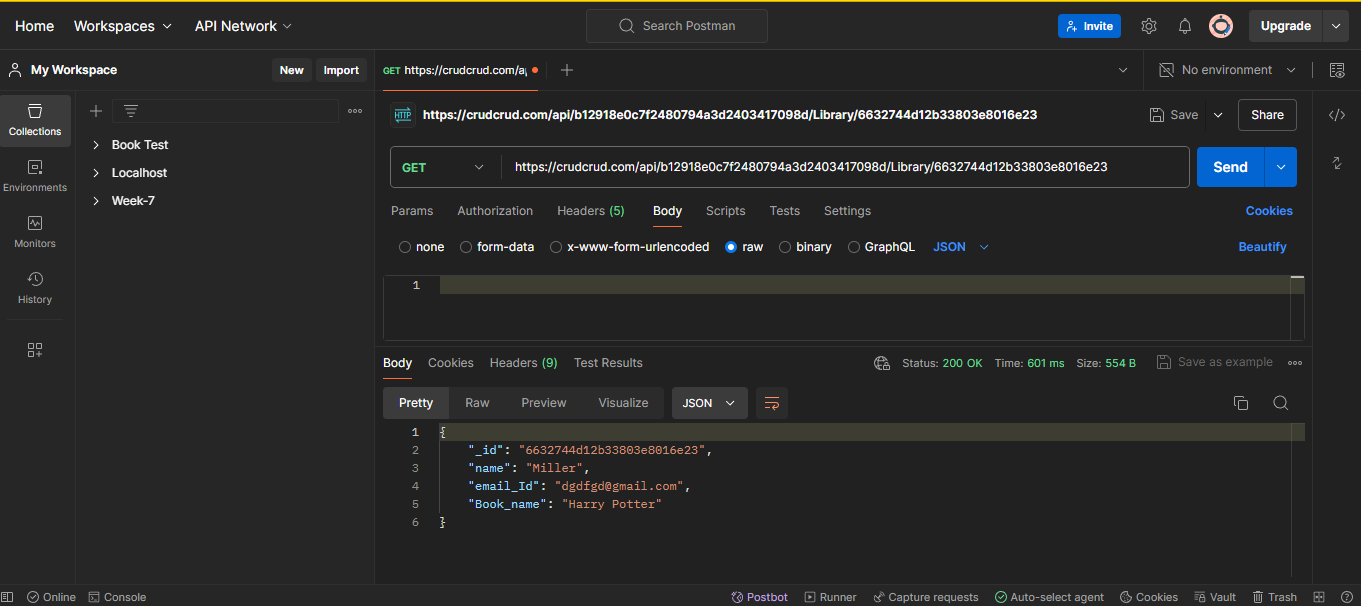 Home Workspaces API Network Search Postman Invite Upgrade
My Workspace New Import GET https://crudcrud.com/a No environment
HTTP https://crudcrud.com/api/b12918e0c7f2480794a3d2403417098d/Library/6632744d12b33803e8016e23 Save Share
Collections
Book Test
Localhost
Week-7
Environments
Monitors
History
GET https://crudcrud.com/api/b12918e0c7f2480794a3d2403417098d/Library/6632744d12b33803e8016e23 Send
Params Authorization Headers (5) Body Scripts Tests Settings Cookies
none form-data x-www-form-urlencoded raw binary GraphQL JSON Beautify
1
Body Cookies Headers (9) Test Results Status: 200 OK Time: 601 ms Size: 554 B Save as example
Pretty Raw Preview Visualize JSON
1 {
2 "_id": "6632744d12b33803e8016e23",
3 "name": "Miller",
4 "email_Id": "dgdfgd@gmail.com",
5 "Book_name": "Harry Potter"
6 }
Online Console Postbot Runner Capture requests Auto-select agent Cookies Vault Trash